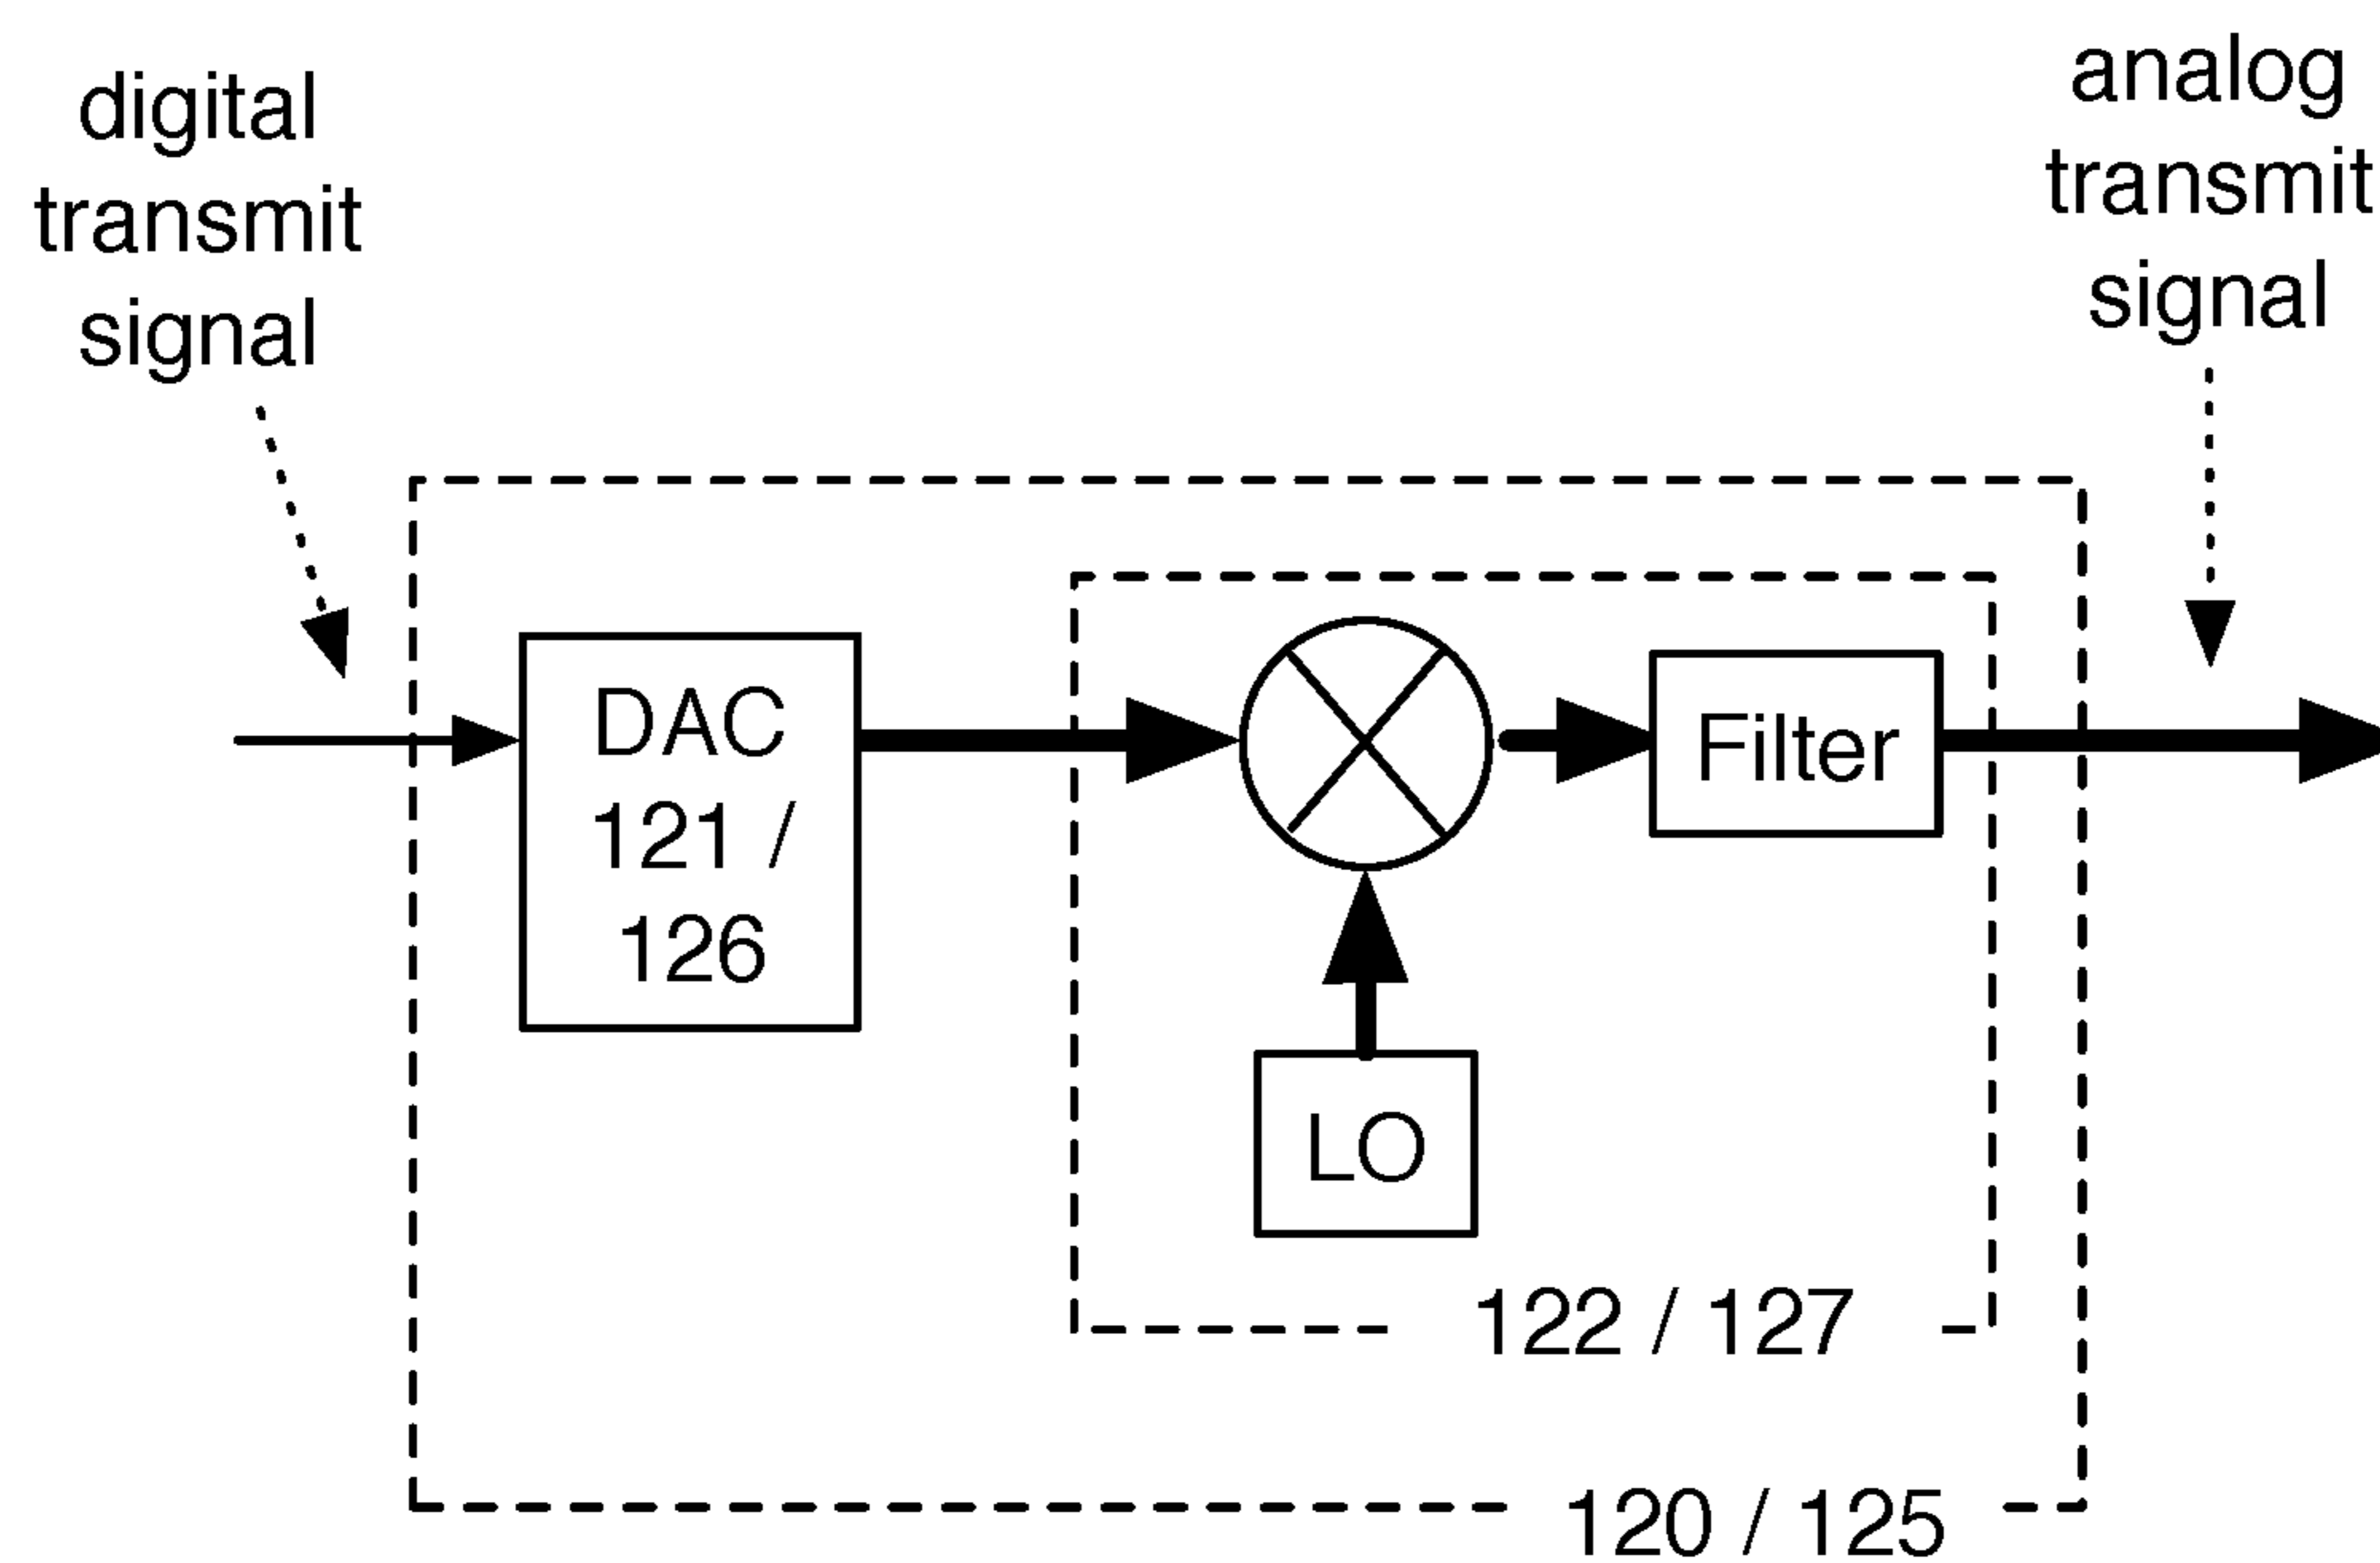 digital
transmit
signal
analog
transmit
signal
DAC
121 /
126
Filter
LO
122 / 127
120 / 125